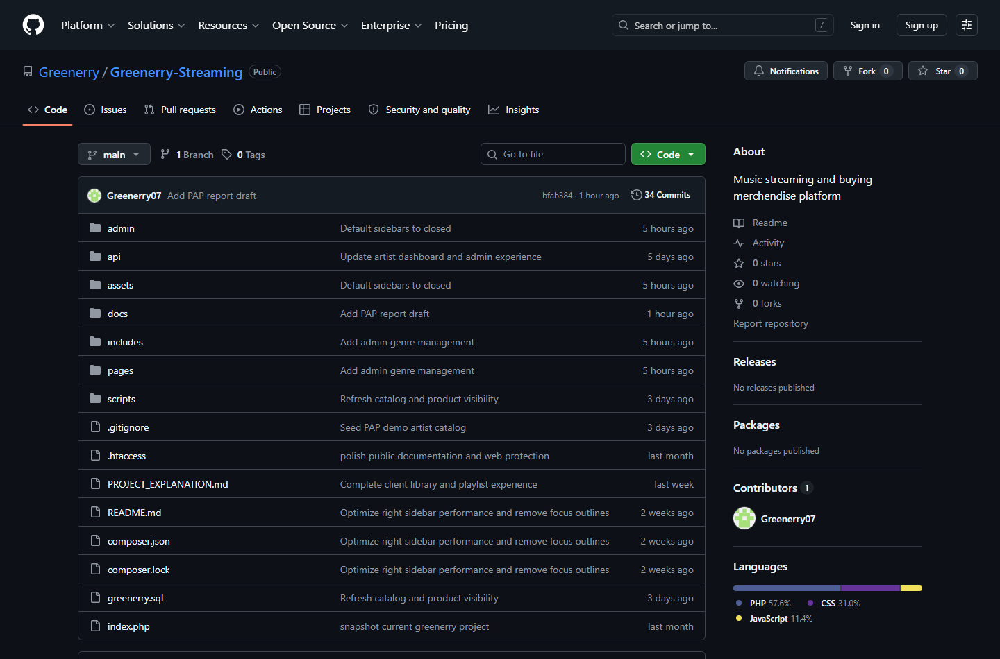 Platform Solutions Resources Open Source Enterprise Pricing Search or jump to... / Sign in Sign up
Greenerry / Greenerry-Streaming Public Notifications Fork 0 Star 0
Code Issues Pull requests Actions Projects Security and quality Insights
main 1 Branch 0 Tags Go to file Code
Greenerry07 Add PAP report draft bfab384 · 1 hour ago 34 Commits
admin Default sidebars to closed 5 hours ago
api Update artist dashboard and admin experience 5 days ago
assets Default sidebars to closed 5 hours ago
docs Add PAP report draft 1 hour ago
includes Add admin genre management 5 hours ago
pages Add admin genre management 5 hours ago
scripts Refresh catalog and product visibility 3 days ago
.gitignore Seed PAP demo artist catalog 3 days ago
.htaccess polish public documentation and web protection last month
PROJECT_EXPLANATION.md Complete client library and playlist experience last week
README.md Optimize right sidebar performance and remove focus outlines 2 weeks ago
composer.json Optimize right sidebar performance and remove focus outlines 2 weeks ago
composer.lock Optimize right sidebar performance and remove focus outlines 2 weeks ago
greenerry.sql Refresh catalog and product visibility 3 days ago
index.php snapshot current greenerry project last month
About
Music streaming and buying
merchendise platform
Readme
Activity
0 stars
0 watching
0 forks
Report repository
Releases
No releases published
Packages
No packages published
Contributors 1
Greenerry07
Languages
PHP 57.6% CSS 31.0%
JavaScript 11.4%